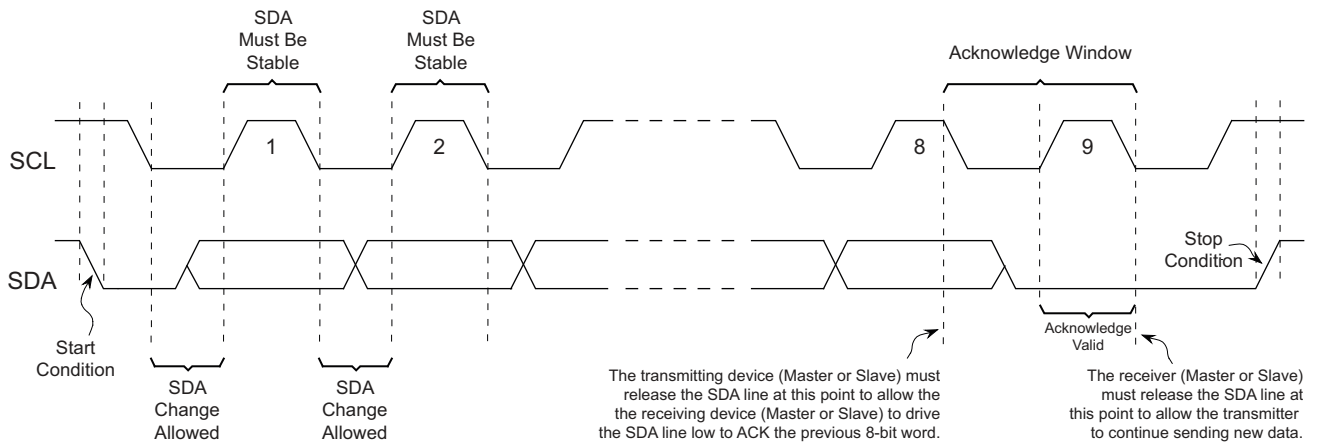 SDA
Must Be
Stable
SDA
Must Be
Stable
Acknowledge Window
SCL
1
2
8
9
SDA
Stop
Condition
Start
Condition
Acknowledge
Valid
SDA
Change
Allowed
SDA
Change
Allowed
The transmitting device (Master or Slave) must
release the SDA line at this point to allow the
the receiving device (Master or Slave) to drive
the SDA line low to ACK the previous 8-bit word.
The receiver (Master or Slave)
must release the SDA line at
this point to allow the transmitter
to continue sending new data.